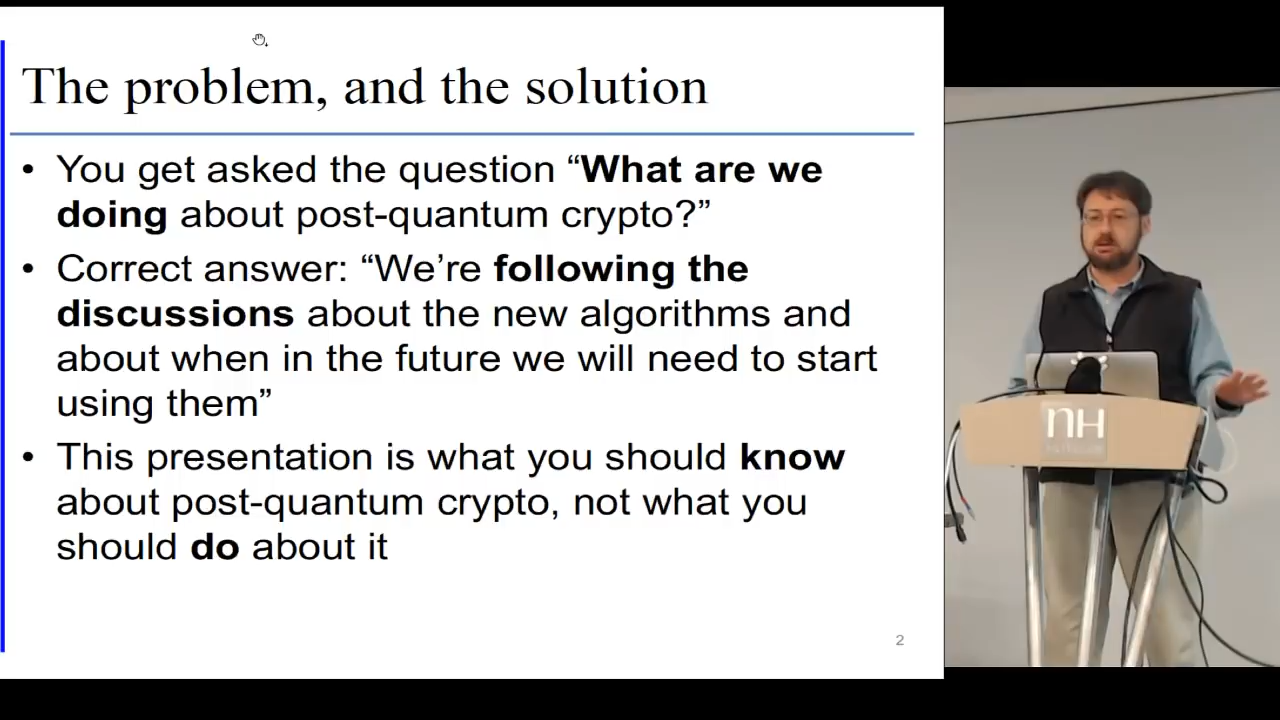 The problem, and the solution
• You get asked the question “What are we
doing about post-quantum crypto?”
• Correct answer: “We’re following the
discussions about the new algorithms and
about when in the future we will need to start
using them”
• This presentation is what you should know
about post-quantum crypto, not what you
should do about it
2
nH